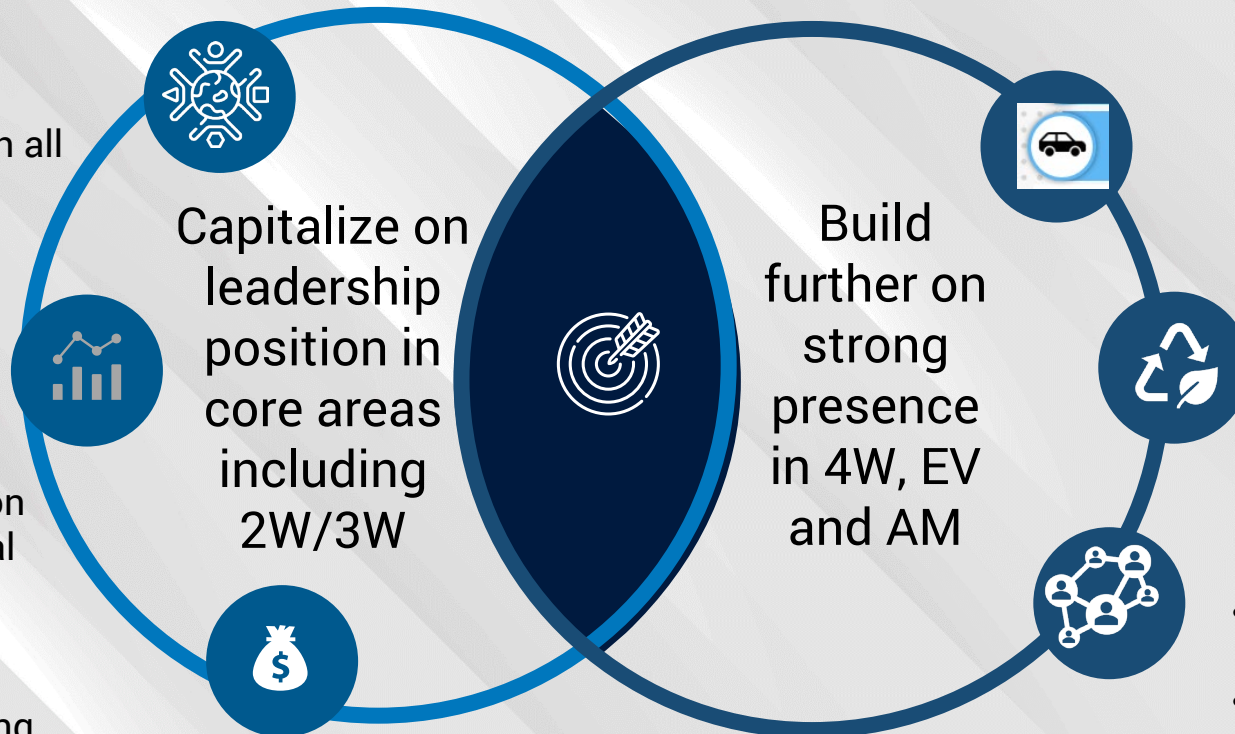 all
Capitalize on
leadership
position in
core areas
including
2W/3W
Build
further on
strong
presence
in 4W, EV
and AM
$